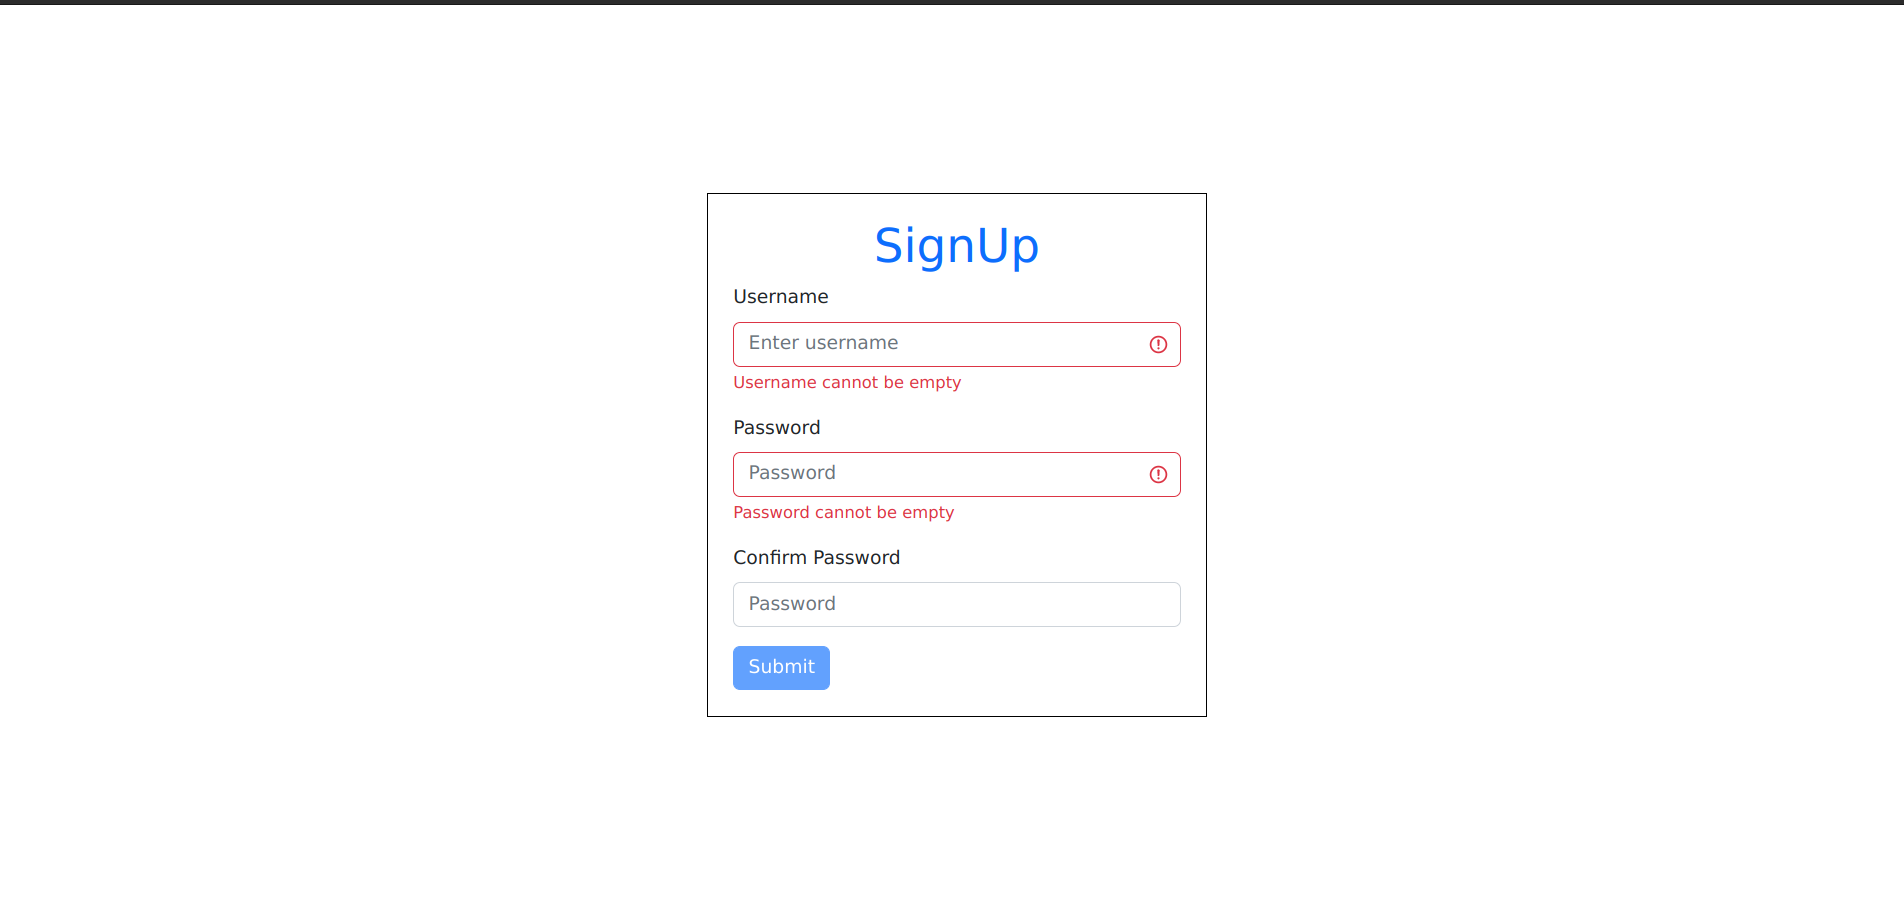 SignUp
Username
Enter username
Username cannot be empty
Password
Password
Password cannot be empty
Confirm Password
Password
Submit